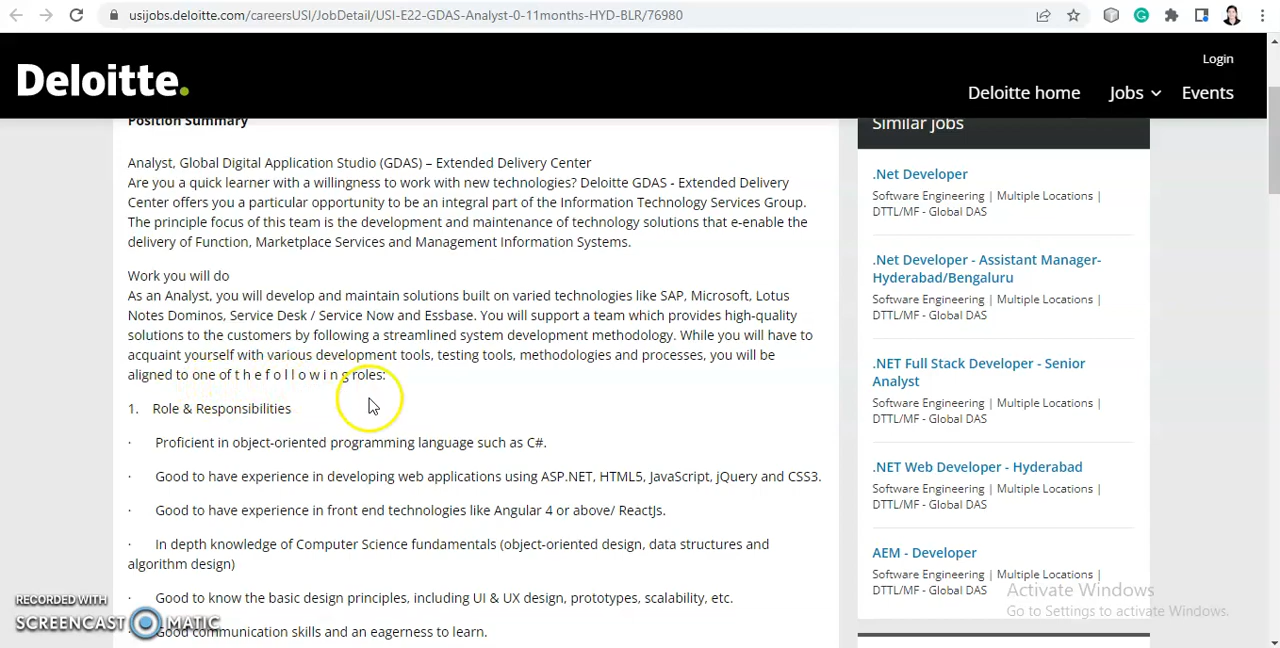 usijobs.deloitte.com/careersUSI/JobDetail/USI-E22-GDAS-Analyst-0-11months-HYD-BLR/76980
Login
Deloitte.
Deloitte home
Jobs
Events
Position Summary
Analyst, Global Digital Application Studio (GDAS) – Extended Delivery Center
Are you a quick learner with a willingness to work with new technologies? Deloitte GDAS - Extended Delivery
Center offers you a particular opportunity to be an integral part of the Information Technology Services Group.
The principle focus of this team is the development and maintenance of technology solutions that e-enable the
delivery of Function, Marketplace Services and Management Information Systems.
Work you will do
As an Analyst, you will develop and maintain solutions built on varied technologies like SAP, Microsoft, Lotus
Notes Dominos, Service Desk / Service Now and Essbase. You will support a team which provides high-quality
solutions to the customers by following a streamlined system development methodology. While you will have to
acquaint yourself with various development tools, testing tools, methodologies and processes, you will be
aligned to one of t h e f o l l o w i n g roles:
1. Role & Responsibilities
· Proficient in object-oriented programming language such as C#.
· Good to have experience in developing web applications using ASP.NET, HTML5, JavaScript, jQuery and CSS3.
· Good to have experience in front end technologies like Angular 4 or above/ ReactJs.
· In depth knowledge of Computer Science fundamentals (object-oriented design, data structures and
algorithm design)
· Good to know the basic design principles, including UI & UX design, prototypes, scalability, etc.
· Good communication skills and an eagerness to learn.
Similar jobs
.Net Developer
Software Engineering | Multiple Locations |
DTTL/MF - Global DAS
.Net Developer - Assistant Manager-
Hyderabad/Bengaluru
Software Engineering | Multiple Locations |
DTTL/MF - Global DAS
.NET Full Stack Developer - Senior
Analyst
Software Engineering | Multiple Locations |
DTTL/MF - Global DAS
.NET Web Developer - Hyderabad
Software Engineering | Multiple Locations |
DTTL/MF - Global DAS
AEM - Developer
Software Engineering | Multiple Locations |
DTTL/MF - Global DAS
Activate Windows
Go to Settings to activate Windows.
RECORDED WITH
SCREENCAST MATIC